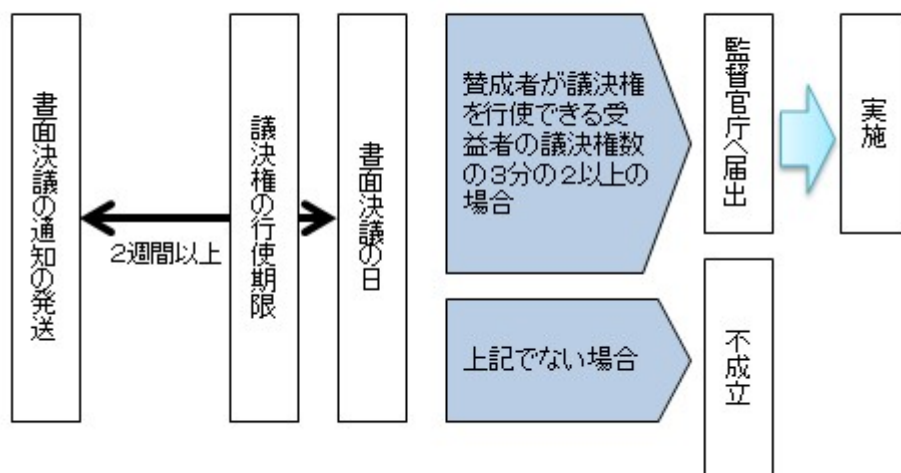 書面決議の通知の発送
2週間以上
議決権の行使期限
書面決議の日
賛成者が議決権
を行使できる受
益者の議決権数
の3分の2以上の
場合
監督官庁へ届出
実施
上記でない場合
不成立